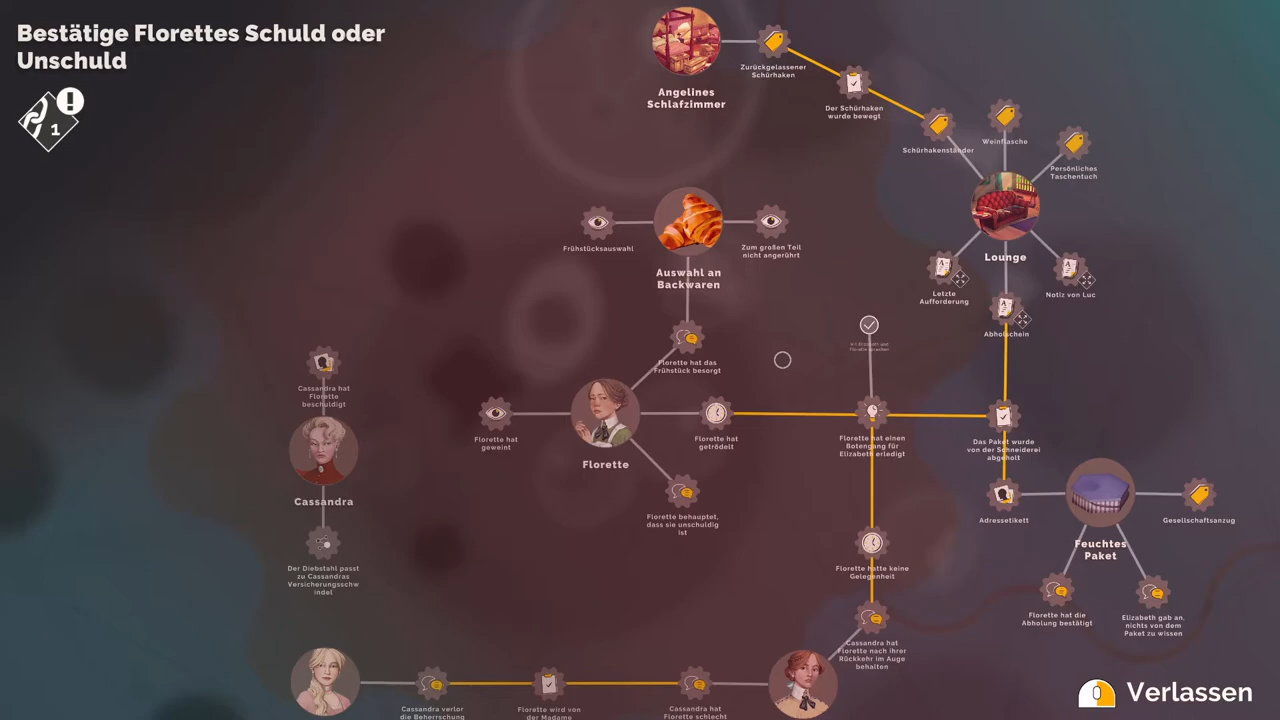 Bestätige Florettes Schuld oder
Unschuld
1
Angelines
Schlafzimmer
Zurückgelassener
Schürhaken
Der Schürhaken
wurde bewegt
Schürhakenständer
Weinflasche
Persönliches
Taschentuch
Lounge
Letzte
Aufforderung
Notiz von Luc
Abholschein
Frühstücksauswahl
Zum großen Teil
nicht angerührt
Auswahl an
Backwaren
Florette hat das
Frühstück besorgt
Mit Elizabeth und
Florette sprechen
Cassandra hat
Florette
beschuldigt
Cassandra
Der Diebstahl passt
zu Cassandras
Versicherungsschw
indel
Florette hat
geweint
Florette
Florette hat
getrödelt
Florette behauptet,
dass sie unschuldig
ist
Florette hat einen
Botengang für
Elizabeth erledigt
Das Paket wurde
von der Schneiderei
abgeholt
Adressetikett
Gesellschaftsanzug
Feuchtes
Paket
Florette hatte keine
Gelegenheit
Florette hat die
Abholung bestätigt
Elizabeth gab an,
nichts von dem
Paket zu wissen
Cassandra hat
Florette nach ihrer
Rückkehr im Auge
behalten
Cassandra verlor
die Beherrschung
Florette wird von
der Madame
Cassandra hat
Florette schlecht
Verlassen